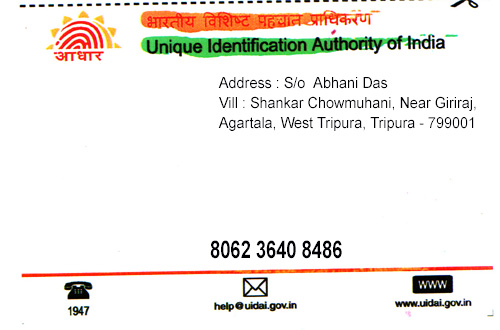 भारतीय विशिष्ट पहचान प्राधिकरण
Unique Identification Authority of India
आधार
Address : S/o Abhani Das
Vill : Shankar Chowmuhani, Near Giriraj,
Agartala, West Tripura, Tripura - 799001
8062 3640 8486
1947
help@uidai.gov.in
www
www.uidai.gov.in